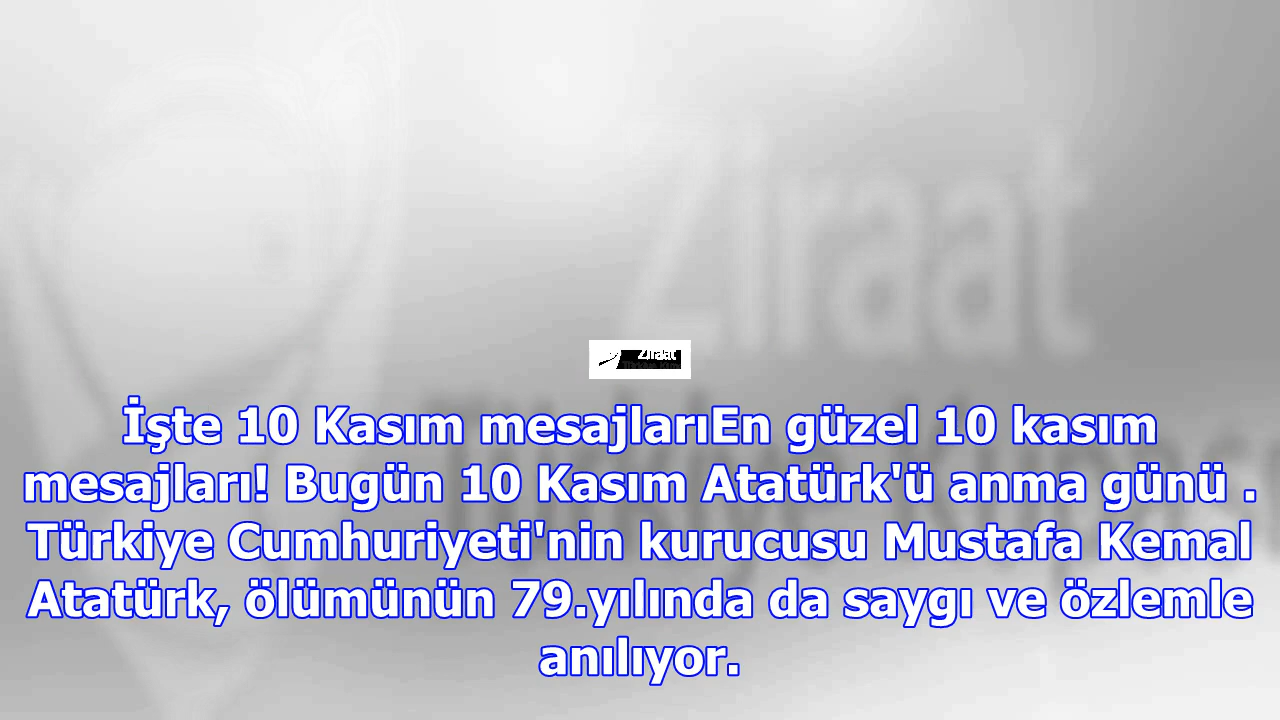 Ziraat
Ziraat
İşte 10 Kasım mesajlarıEn güzel 10 kasım
mesajları! Bugün 10 Kasım Atatürk'ü anma günü .
Türkiye Cumhuriyeti'nin kurucusu Mustafa Kemal
Atatürk, ölümünün 79.yılında da saygı ve özlemle
anılıyor.